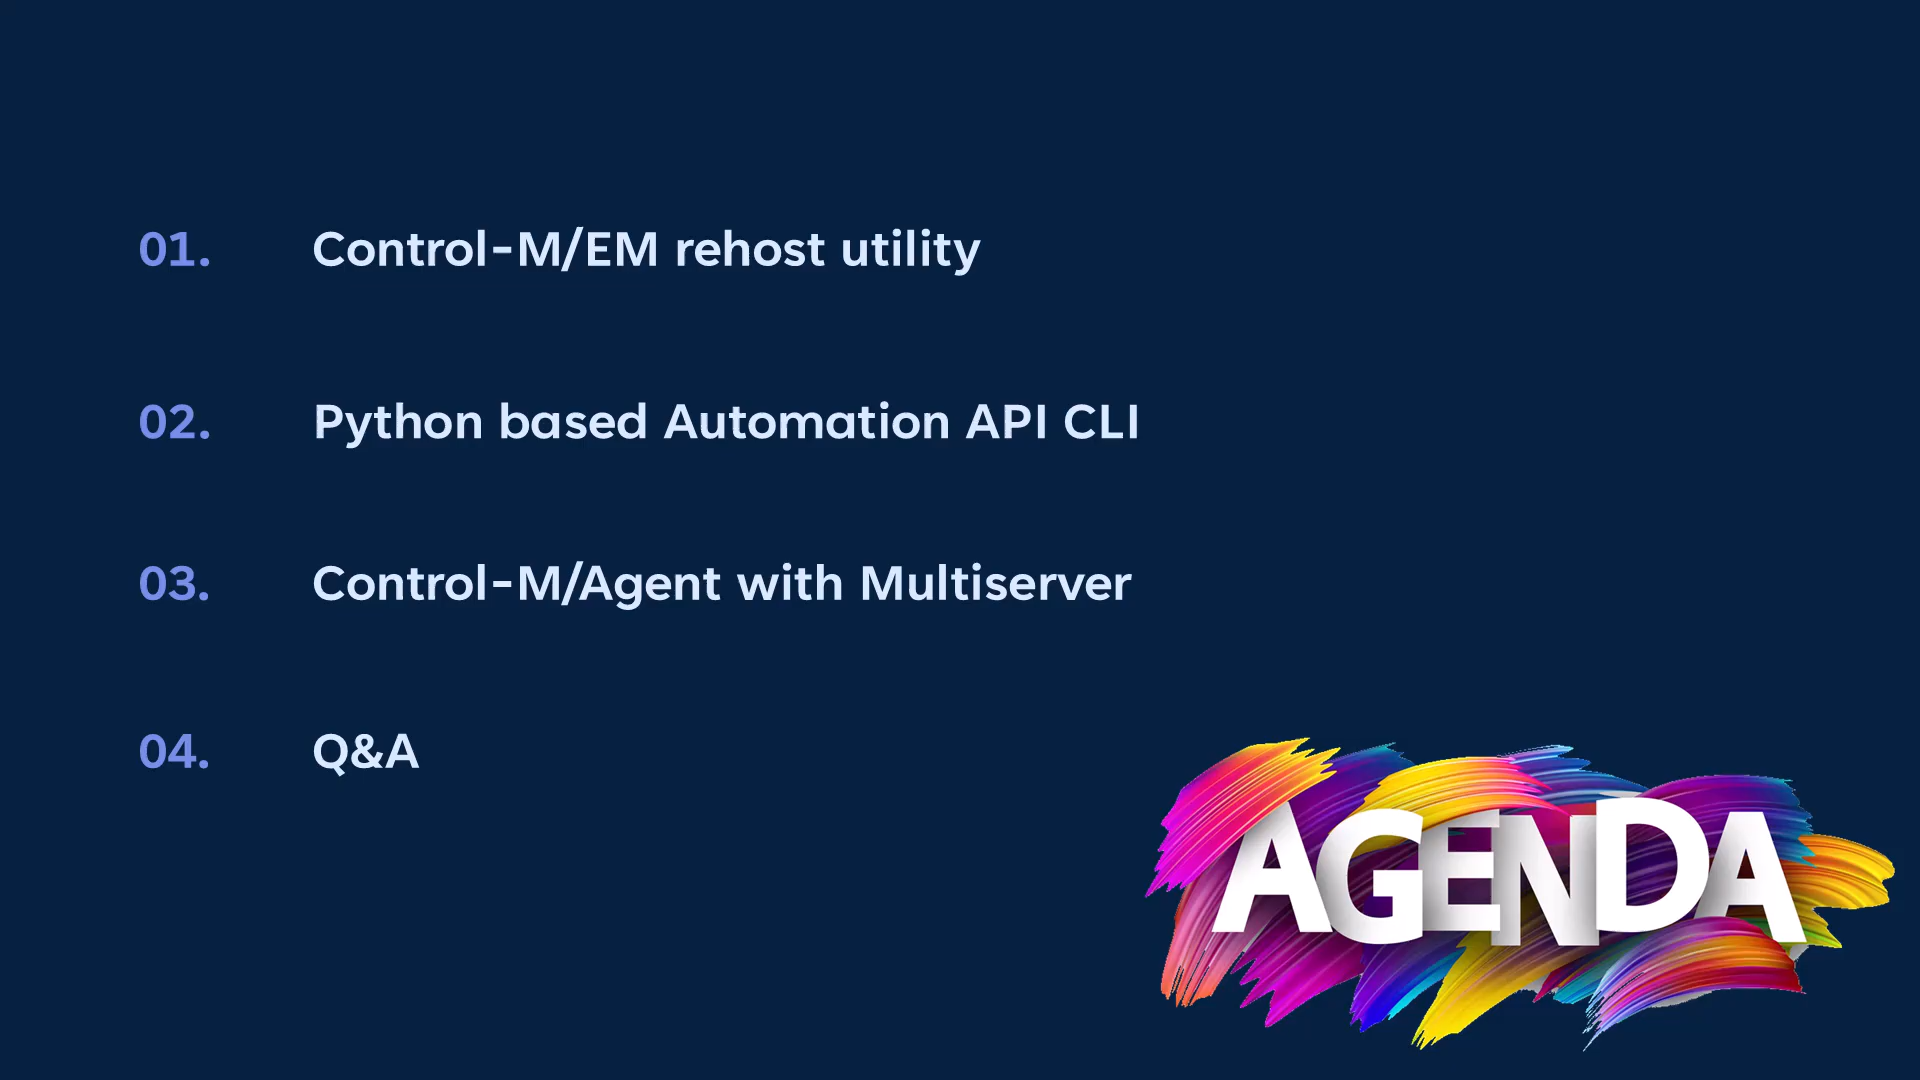 01. Control-M/EM rehost utility
02. Python based Automation API CLI
03. Control-M/Agent with Multiserver
04. Q&A
AGENDA